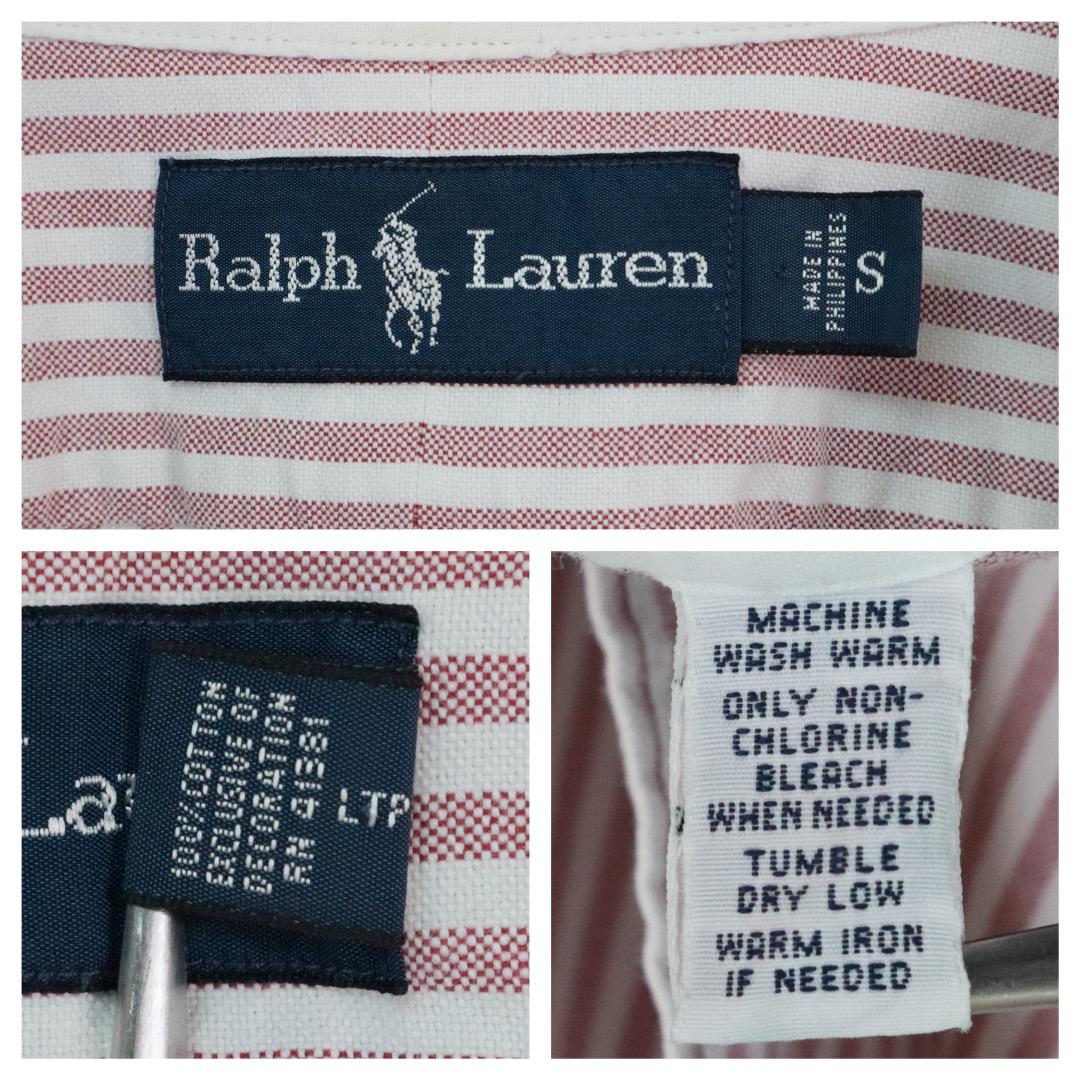 Ralph Lauren
MADE IN
PHILIPPINES
S
100%COTTON
EXCLUSIVE OF
DECORATION
RN 41381
LTP
La
MACHINE
WASH WARM
ONLY NON-
CHLORINE
BLEACH
WHEN NEEDED
TUMBLE
DRY LOW
WARM IRON
IF NEEDED